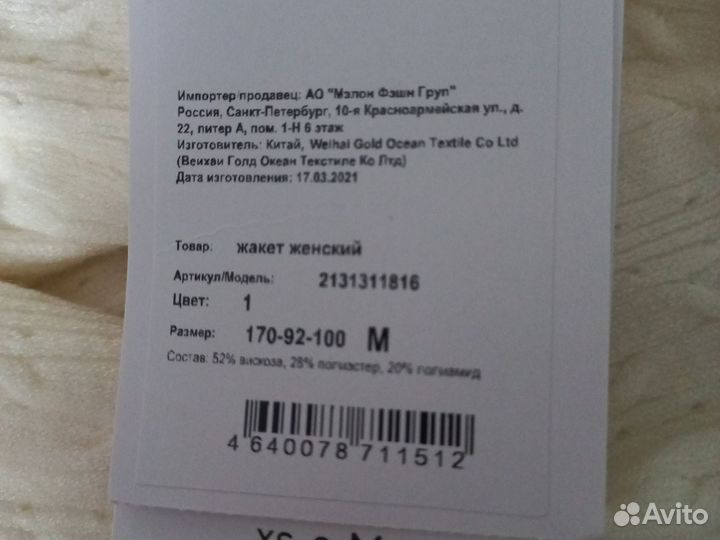 Импортер продавец: АО "Мэлон Фэшн Груп"
Россия, Санкт-Петербург, 10-я Красноармейская ул., д.
22, литер А, пом. 1-Н 6 этаж
Изготовитель: Китай, Weihai Gold Ocean Textile Co Ltd
(Веихаи Голд Океан Текстиле Ко Лтд)
Дата изготовления: 17.03.2021
Товар: жакет женский
Артикул/Модель: 2131311816
Цвет: 1
Размер: 170-92-100 M
Состав: 52% вискоза, 28% полиэстер, 20% полиамид
4 640078 711512
XS
Avito